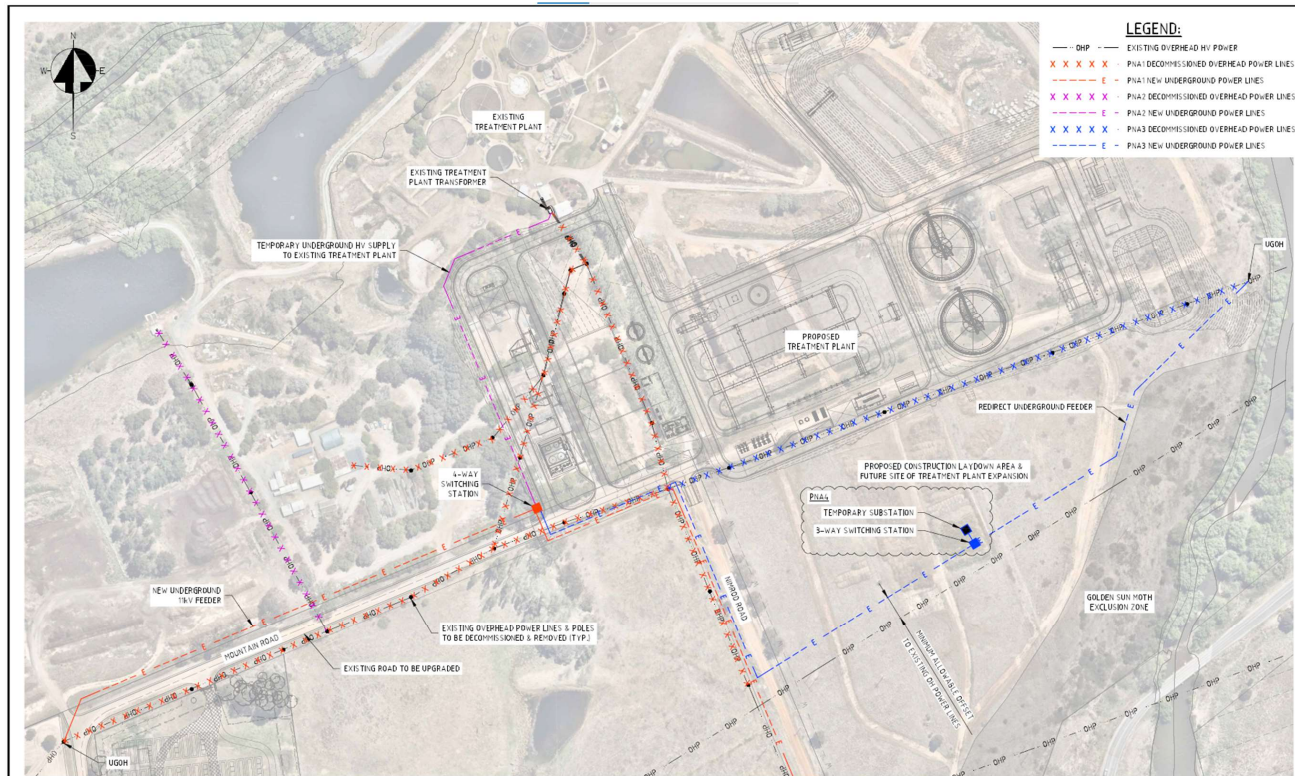 LEGEND:
OHP EXISTING OVERHEAD HV POWER
X X X X X PNA1 DECOMMISSIONED OVERHEAD POWER LINES
E PNA1 NEW UNDERGROUND POWER LINES
X X X X X PNA2 DECOMMISSIONED OVERHEAD POWER LINES
E PNA2 NEW UNDERGROUND POWER LINES
X X X X X PNA3 DECOMMISSIONED OVERHEAD POWER LINES
E PNA3 NEW UNDERGROUND POWER LINES
N
W E
S
EXISTING
TREATMENT PLANT
EXISTING TREATMENT
PLANT TRANSFORMER
TEMPORARY UNDERGROUND HV SUPPLY
TO EXISTING TREATMENT PLANT
UGOH
PROPOSED
TREATMENT PLANT
REDIRECT UNDERGROUND FEEDER
4-WAY
SWITCHING
STATION
PROPOSED CONSTRUCTION LAYDOWN AREA &
FUTURE SITE OF TREATMENT PLANT EXPANSION
PNA4
TEMPORARY SUBSTATION
3-WAY SWITCHING STATION
NEW UNDERGROUND
11kV FEEDER
MOUNTAIN ROAD
EXISTING OVERHEAD POWER LINES & POLES
TO BE DECOMMISSIONED & REMOVED (TYP.)
EXISTING ROAD TO BE UPGRADED
NIMROD ROAD
MINIMUM ALLOWABLE OFFSET
TO EXISTING OH POWER LINES
GOLDEN SUN MOTH
EXCLUSION ZONE
UGOH